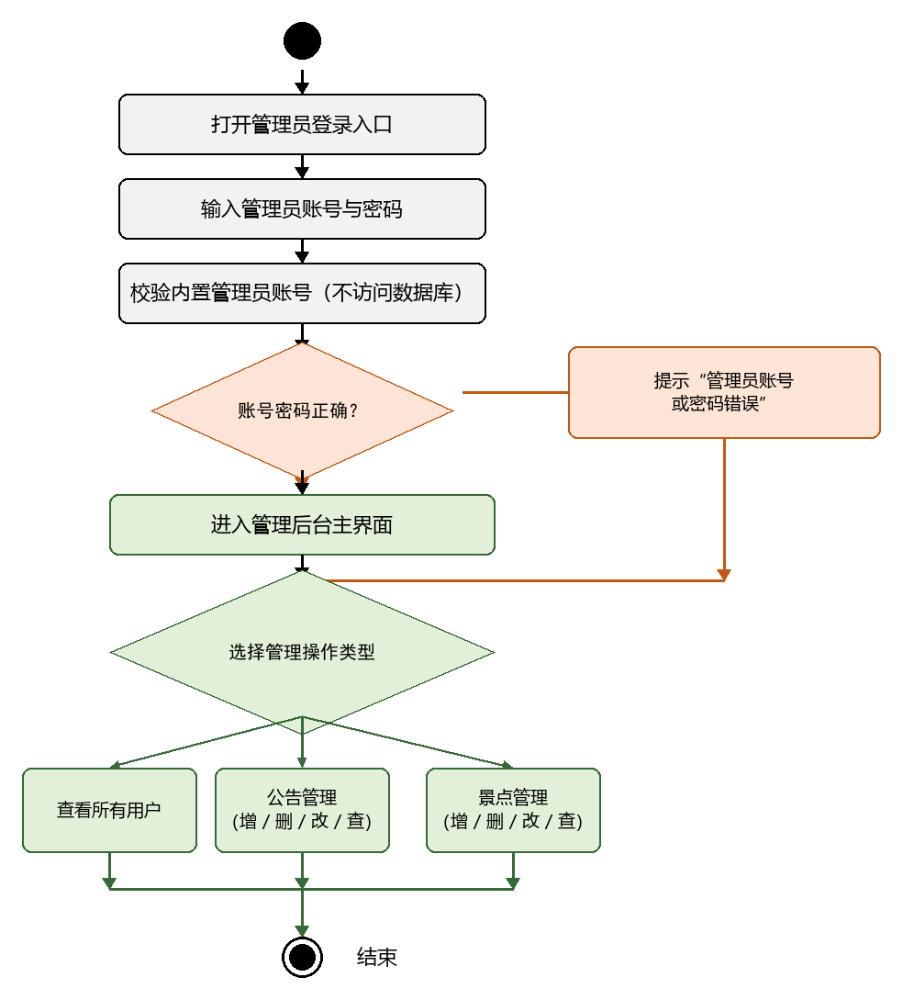 打开管理员登录入口
输入管理员账号与密码
校验内置管理员账号（不访问数据库）
提示“管理员账号
或密码错误”
账号密码正确？
进入管理后台主界面
选择管理操作类型
查看所有用户
公告管理
(增 / 删 / 改 / 查)
景点管理
(增 / 删 / 改 / 查)
结束